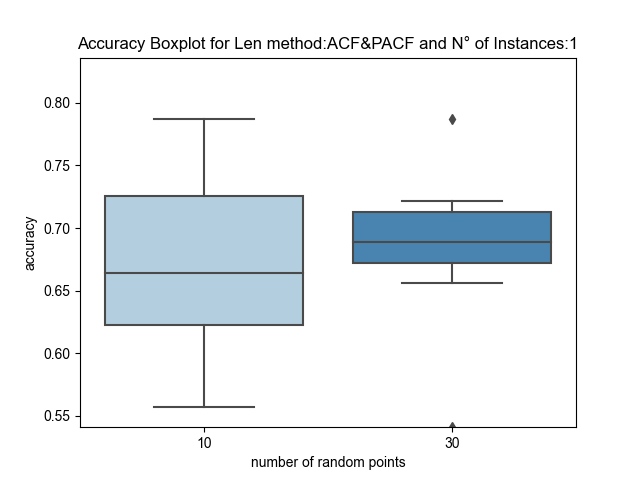 Accuracy Boxplot for Len method:ACF&PACF and N° of Instances:1
0.80
0.75
0.70
0.65
0.60
0.55
accuracy
10
30
number of random points